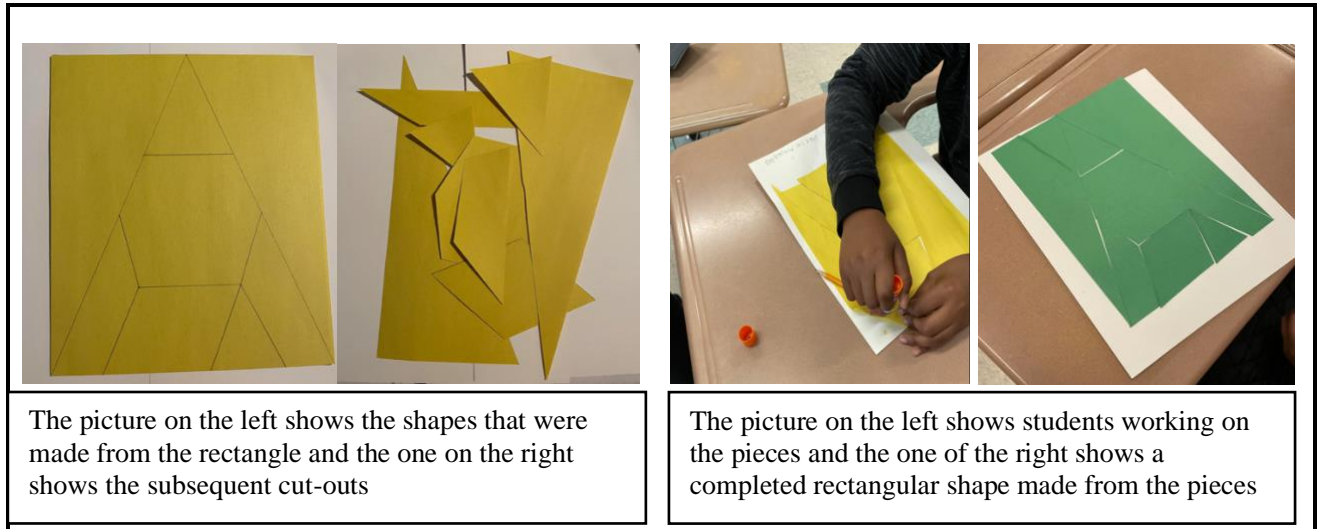 The picture on the left shows the shapes that were
made from the rectangle and the one on the right
shows the subsequent cut-outs
The picture on the left shows students working on
the pieces and the one of the right shows a
completed rectangular shape made from the pieces